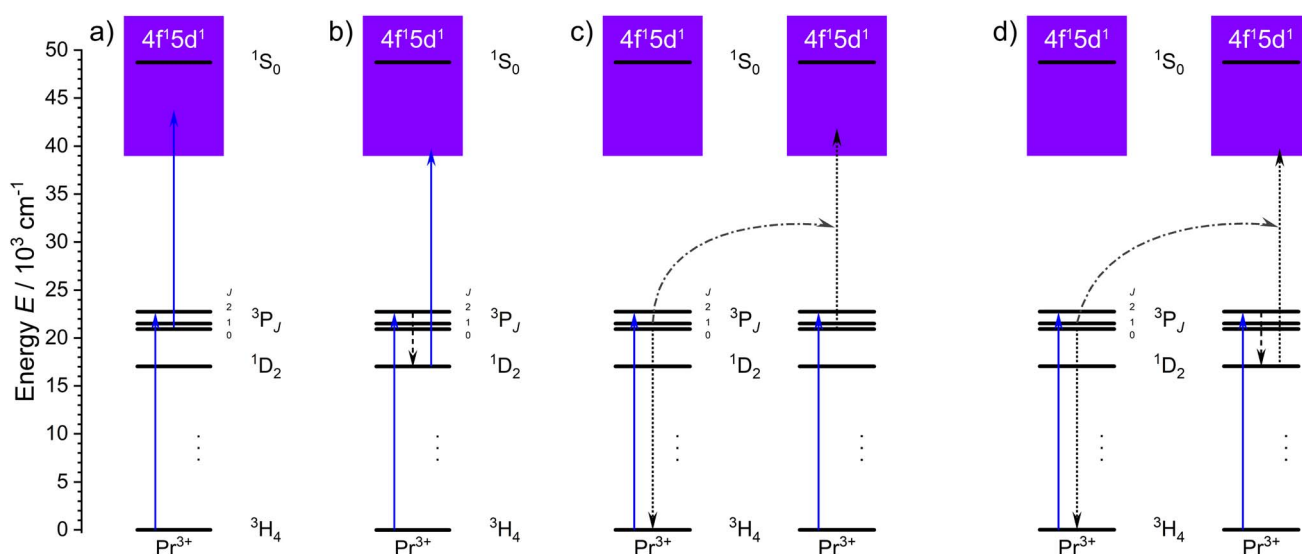 a) b) c) d)
4f¹5d¹ 4f¹5d¹ 4f¹5d¹ 4f¹5d¹ 4f¹5d¹ 4f¹5d¹
¹S₀ ¹S₀ ¹S₀ ¹S₀
50
45
40
35
30
25
20
15
10
5
0
Energy E / 10³ cm⁻¹
J J J J
2 2 2 2
1 1 1 1
0 0 0 0
³P_J ³P_J ³P_J ³P_J
¹D₂ ¹D₂ ¹D₂ ¹D₂
³H₄ ³H₄ ³H₄ ³H₄
Pr³⁺ Pr³⁺ Pr³⁺ Pr³⁺ Pr³⁺ Pr³⁺